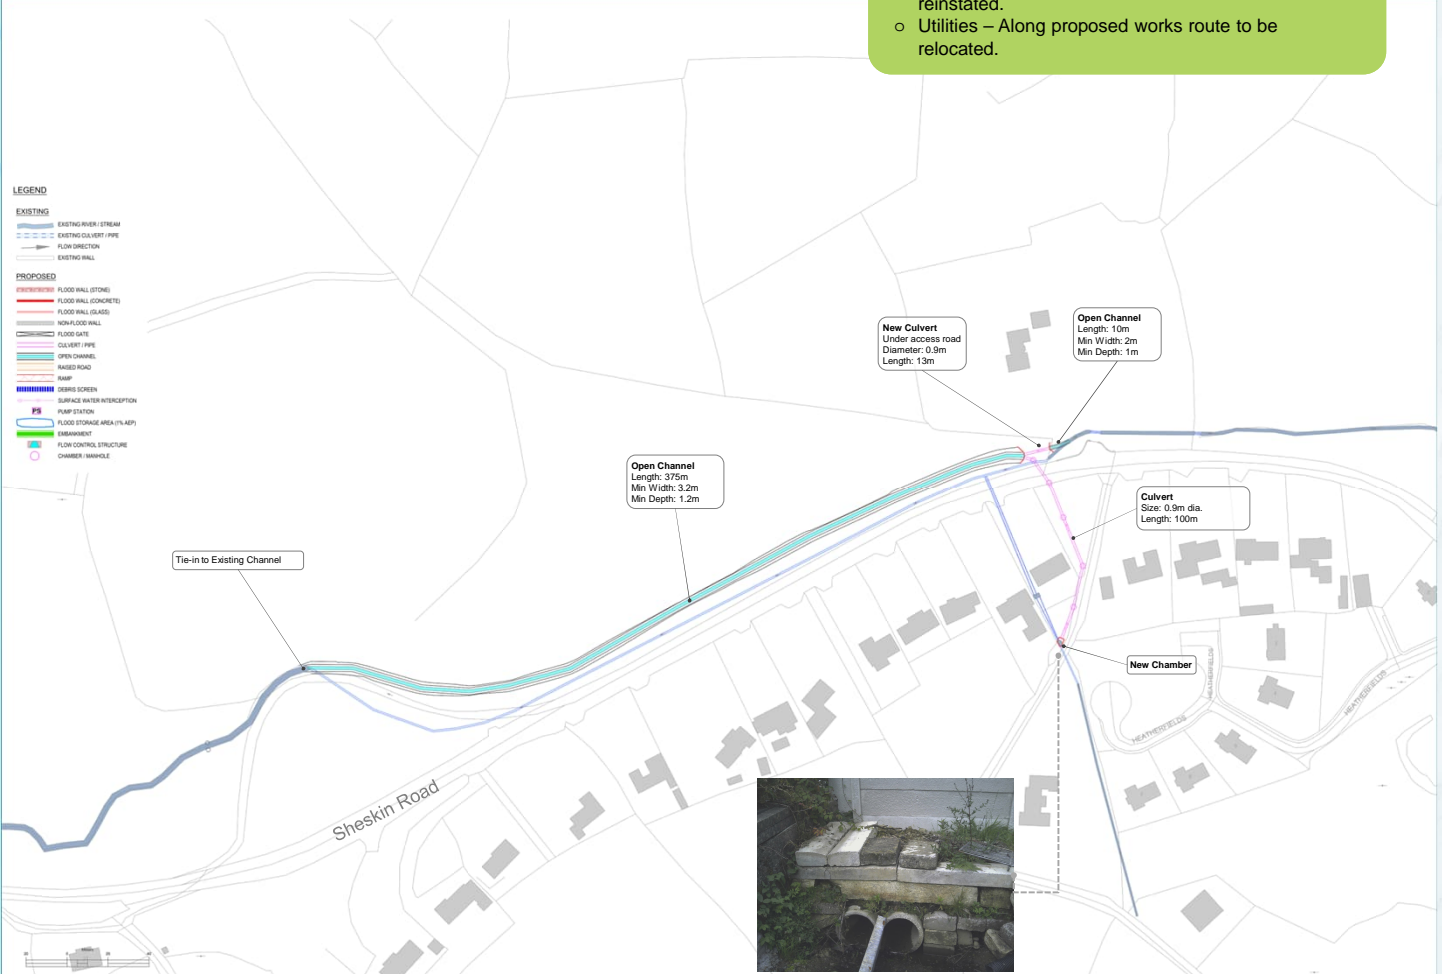 reinstated.
o Utilities – Along proposed works route to be
relocated.
LEGEND
EXISTING
EXISTING RIVER / STREAM
EXISTING CULVERT / PIPE
FLOW DIRECTION
EXISTING WALL
PROPOSED
FLOOD WALL (STONE)
FLOOD WALL (CONCRETE)
FLOOD WALL (GLASS)
NON-FLOOD WALL
FLOOD GATE
CULVERT / PIPE
OPEN CHANNEL
RAISED ROAD
RAMP
DEBRIS SCREEN
SURFACE WATER INTERCEPTION
PS PUMP STATION
FLOOD STORAGE AREA (1% AEP)
EMBANKMENT
FLOW CONTROL STRUCTURE
CHAMBER / MANHOLE
New Culvert
Under access road
Diameter: 0.9m
Length: 13m
Open Channel
Length: 10m
Min Width: 2m
Min Depth: 1m
Open Channel
Length: 375m
Min Width: 3.2m
Min Depth: 1.2m
Culvert
Size: 0.9m dia.
Length: 100m
Tie-in to Existing Channel
New Chamber
HEATHERFIELDS
HEATHERFIELDS
HEATHERFIELDS
Sheskin Road